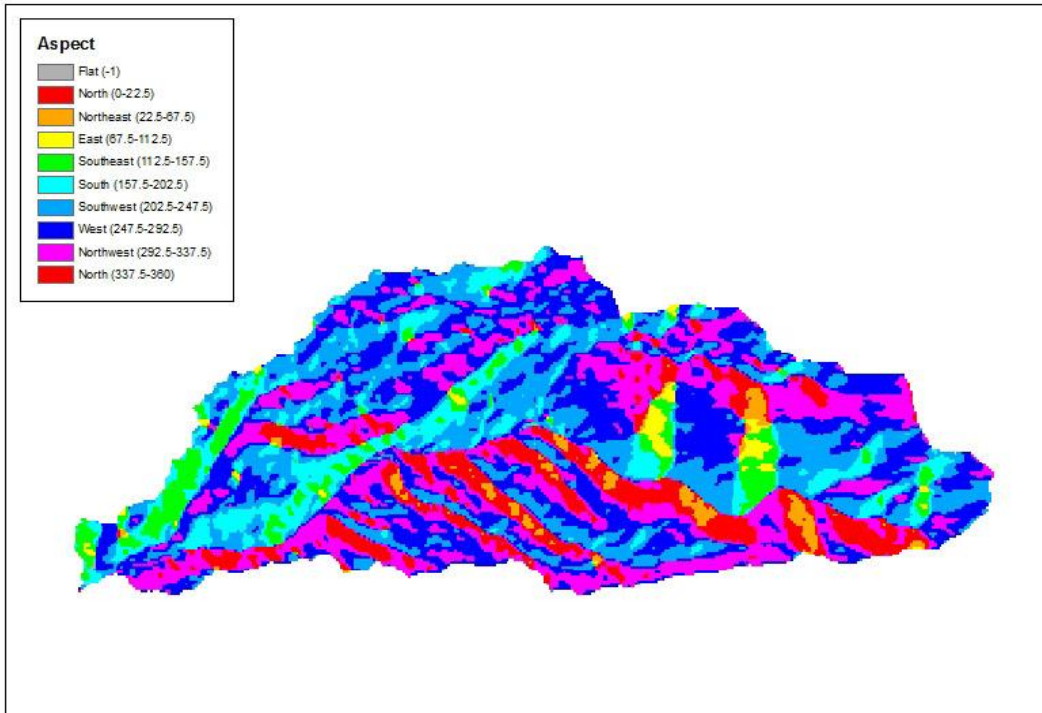 Aspect
Flat (-1)
North (0-22.5)
Northeast (22.5-67.5)
East (67.5-112.5)
Southeast (112.5-157.5)
South (157.5-202.5)
Southwest (202.5-247.5)
West (247.5-292.5)
Northwest (292.5-337.5)
North (337.5-360)